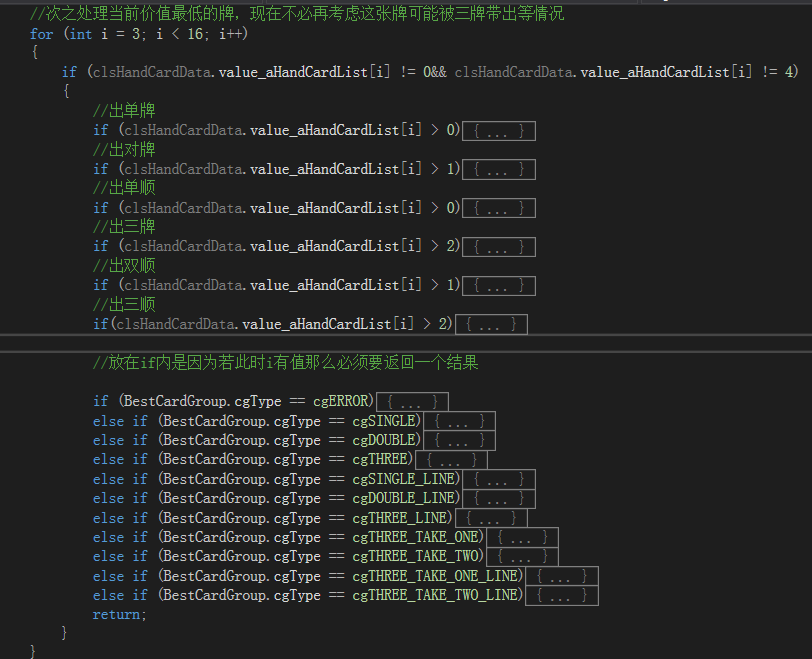 //次之处理当前价值最低的牌，现在不必再考虑这张牌可能被三牌带出等情况
for (int i = 3; i < 16; i++)
{
if (clsHandCardData.value_aHandCardList[i] != 0&& clsHandCardData.value_aHandCardList[i] != 4)
{
//出单牌
if (clsHandCardData.value_aHandCardList[i] > 0){ ... }
//出对牌
if (clsHandCardData.value_aHandCardList[i] > 1){ ... }
//出单顺
if (clsHandCardData.value_aHandCardList[i] > 0){ ... }
//出三牌
if (clsHandCardData.value_aHandCardList[i] > 2){ ... }
//出双顺
if (clsHandCardData.value_aHandCardList[i] > 1){ ... }
//出三顺
if(clsHandCardData.value_aHandCardList[i] > 2){ ... }
//放在if内是因为若此时i有值那么必须要返回一个结果
if (BestCardGroup.cgType == cgERROR){ ... }
else if (BestCardGroup.cgType == cgSINGLE){ ... }
else if (BestCardGroup.cgType == cgDOUBLE){ ... }
else if (BestCardGroup.cgType == cgTHREE){ ... }
else if (BestCardGroup.cgType == cgSINGLE_LINE){ ... }
else if (BestCardGroup.cgType == cgDOUBLE_LINE){ ... }
else if (BestCardGroup.cgType == cgTHREE_LINE){ ... }
else if (BestCardGroup.cgType == cgTHREE_TAKE_ONE){ ... }
else if (BestCardGroup.cgType == cgTHREE_TAKE_TWO){ ... }
else if (BestCardGroup.cgType == cgTHREE_TAKE_ONE_LINE){ ... }
else if (BestCardGroup.cgType == cgTHREE_TAKE_TWO_LINE){ ... }
return;
}
}